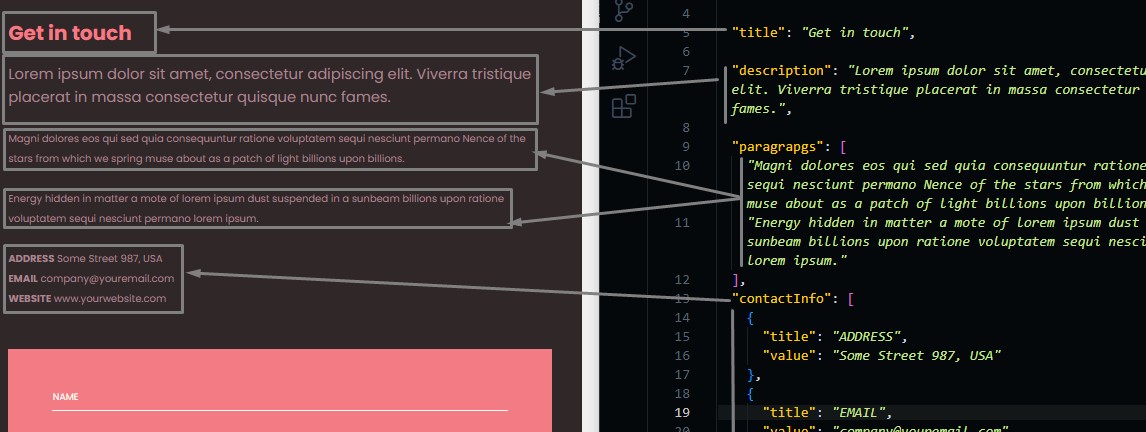 Get in touch
Lorem ipsum dolor sit amet, consectetur adipiscing elit. Viverra tristique
placerat in massa consectetur quisque nunc fames.
Magni dolores eos qui sed quia consequuntur ratione voluptatem sequi nesciunt permano Nence of the
stars from which we spring muse about as a patch of light billions upon billions.
Energy hidden in matter a mote of lorem ipsum dust suspended in a sunbeam billions upon ratione
voluptatem sequi nesciunt permano lorem ipsum.
ADDRESS Some Street 987, USA
EMAIL company@youremail.com
WEBSITE www.yourwebsite.com
NAME
4
5 "title": "Get in touch",
6
7 "description": "Lorem ipsum dolor sit amet, consectetu
elit. Viverra tristique placerat in massa consectetur
fames.",
8
9 "paragrapgs": [
10 "Magni dolores eos qui sed quia consequuntur ratione
sequi nesciunt permano Nence of the stars from which
muse about as a patch of light billions upon billion
11 "Energy hidden in matter a mote of lorem ipsum dust
sunbeam billions upon ratione voluptatem sequi nesci
lorem ipsum."
12 ],
13 "contactInfo": [
14 {
15 "title": "ADDRESS",
16 "value": "Some Street 987, USA"
17 },
18 {
19 "title": "EMAIL",
20 "value": "company@youremail.com"